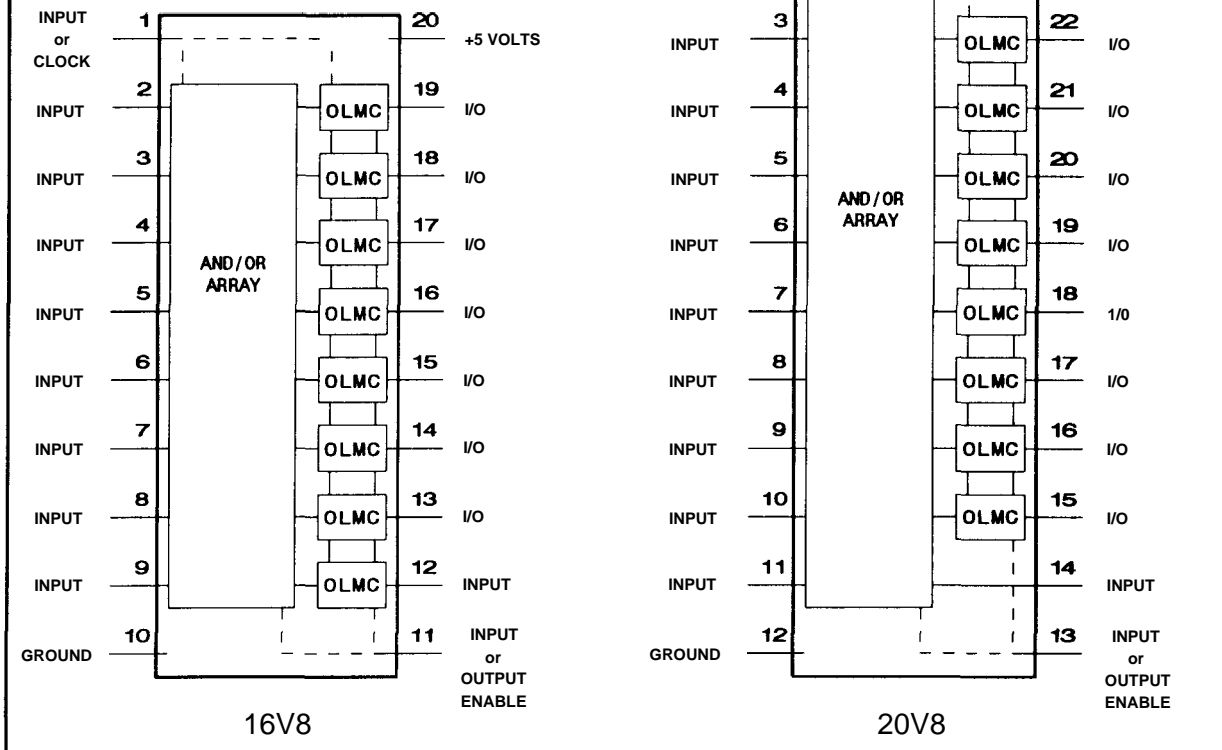 INPUT 1 20
or +5 VOLTS
CLOCK
2 OLMC 19
INPUT I/O
3 OLMC 18
INPUT I/O
4 OLMC 17
INPUT I/O
AND/OR
ARRAY
5 OLMC 16
INPUT I/O
6 OLMC 15
INPUT I/O
7 OLMC 14
INPUT I/O
8 OLMC 13
INPUT I/O
9 OLMC 12
INPUT INPUT
10 11 INPUT
GROUND or
OUTPUT
ENABLE
16V8
3 OLMC 22
INPUT I/O
4 OLMC 21
INPUT I/O
5 OLMC 20
INPUT I/O
AND/OR
ARRAY
6 OLMC 19
INPUT I/O
7 OLMC 18
INPUT 1/0
8 OLMC 17
INPUT I/O
9 OLMC 16
INPUT I/O
10 OLMC 15
INPUT I/O
11 14
INPUT INPUT
12 13 INPUT
GROUND or
OUTPUT
ENABLE
20V8